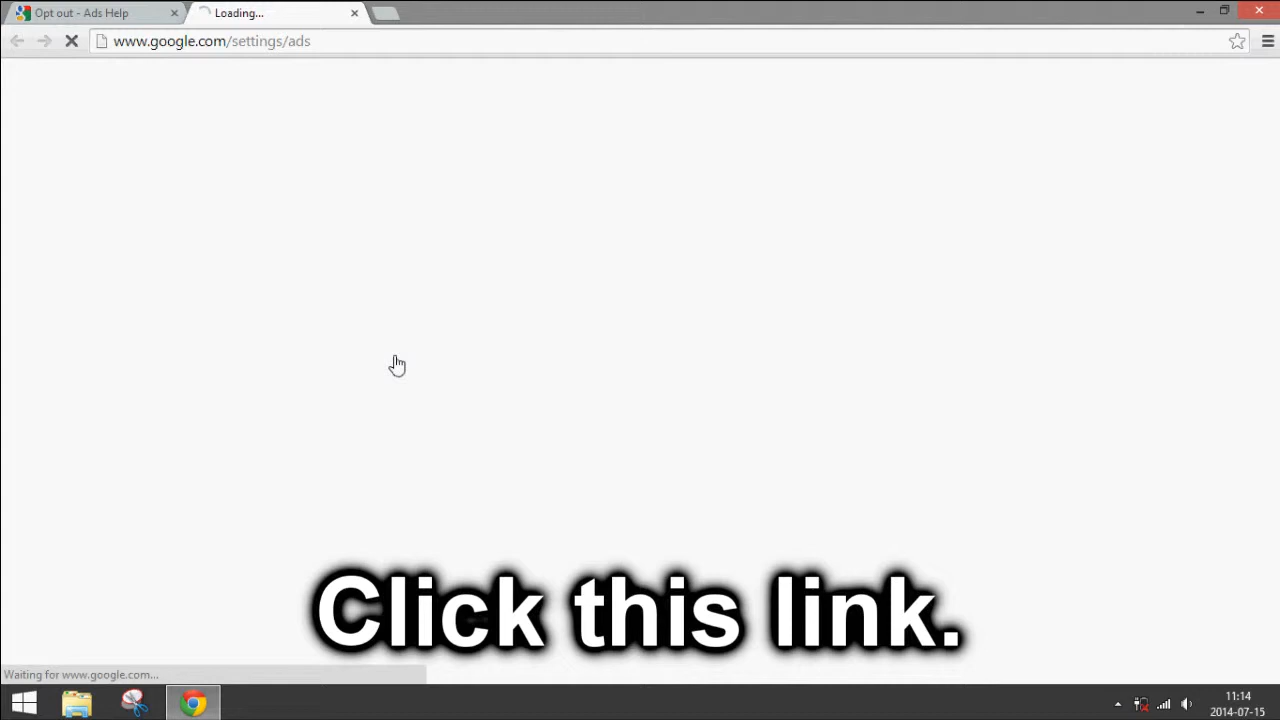 Opt out - Ads Help
Loading...
www.google.com/settings/ads
Click this link.
Waiting for www.google.com...
11:14
2014-07-15